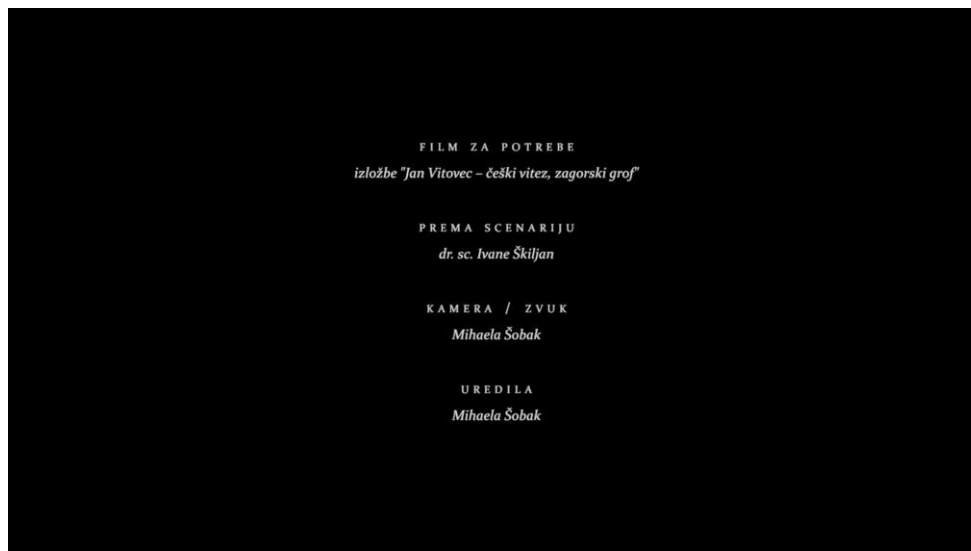 FILM ZA POTREBE
izložbe "Jan Vitovec – češki vitez, zagorski grof"
PREMA SCENARIJU
dr. sc. Ivane Škiljan
KAMERA / ZVUK
Mihaela Šobak
UREDILA
Mihaela Šobak